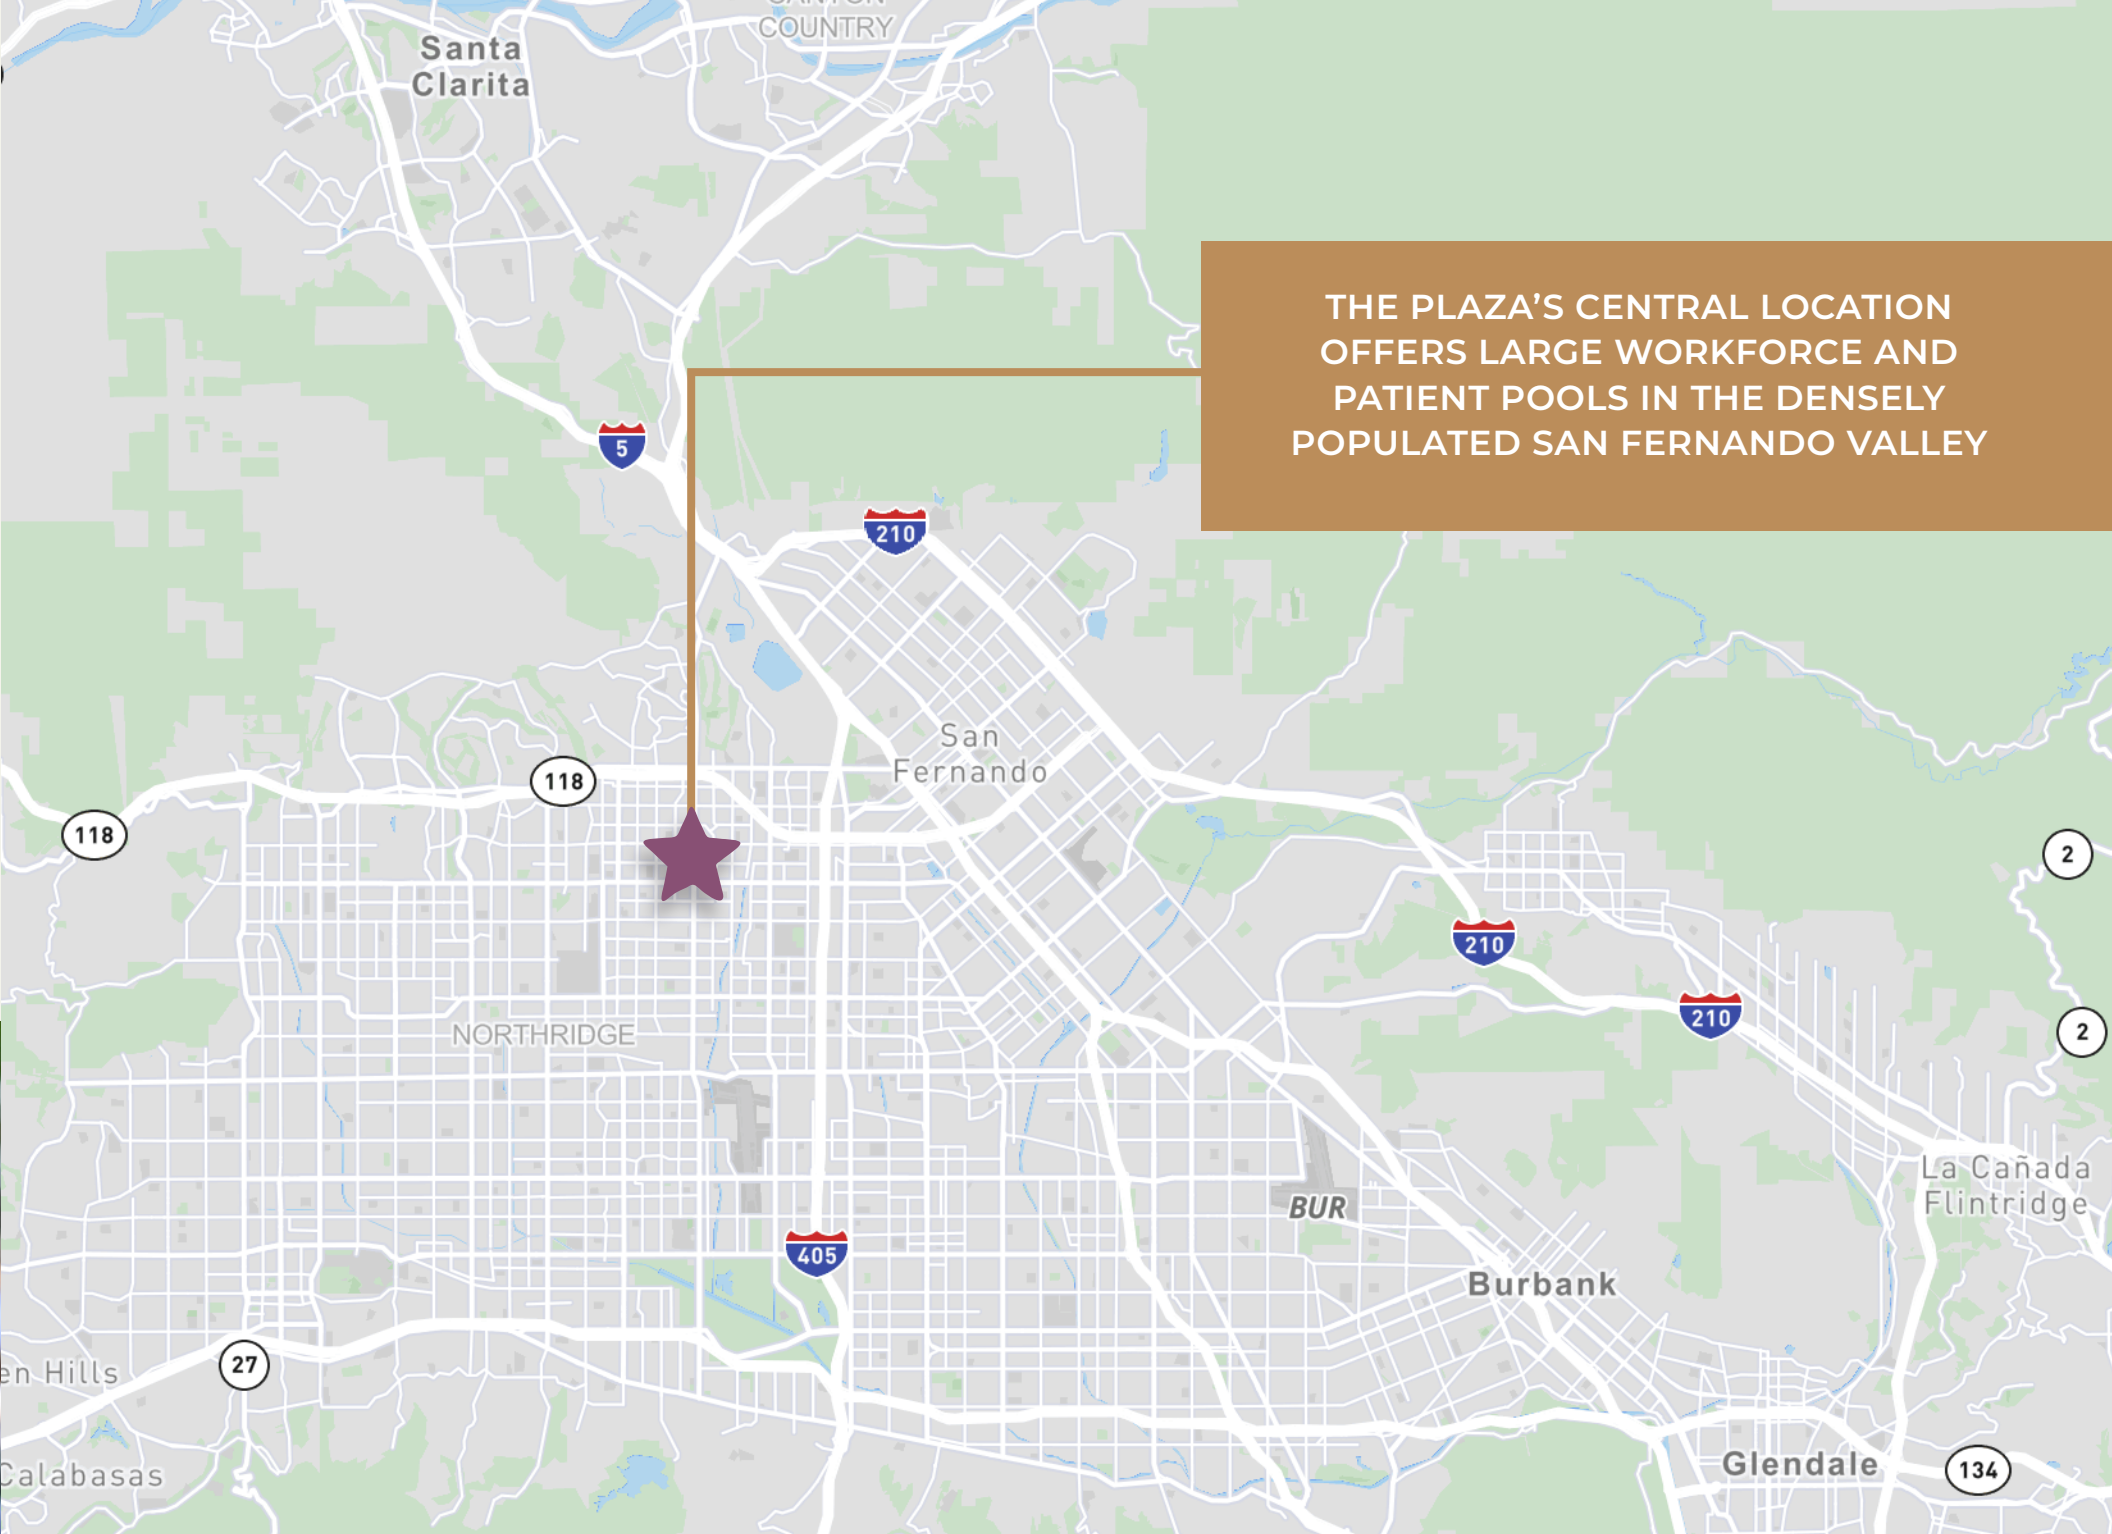 COUNTRY
Santa
Clarita
THE PLAZA’S CENTRAL LOCATION
OFFERS LARGE WORKFORCE AND
PATIENT POOLS IN THE DENSELY
POPULATED SAN FERNANDO VALLEY
5
210
San
Fernando
118
118
2
210
210
2
NORTHRIDGE
La Cañada
Flintridge
BUR
405
Burbank
27
en Hills
Glendale
134
Calabasas